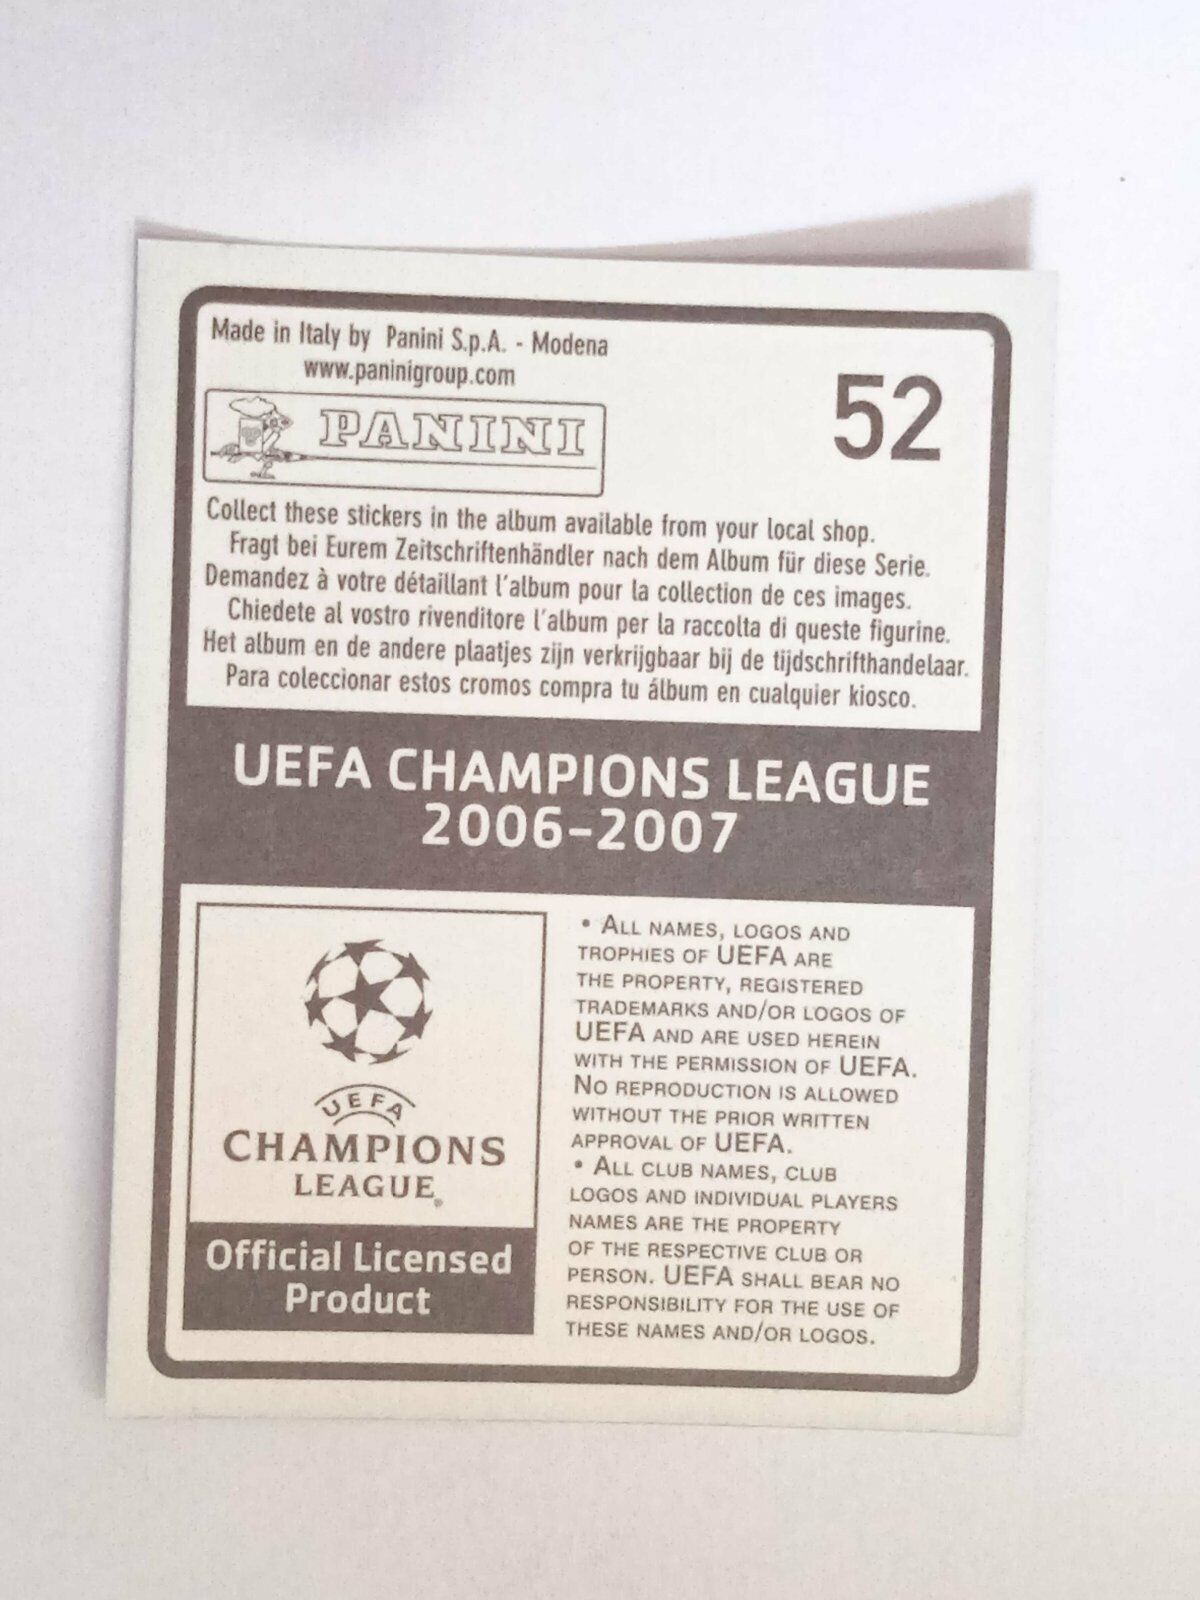 Made in Italy by Panini S.p.A. - Modena
www.paninigroup.com
PANINI
52
Collect these stickers in the album available from your local shop.
Fragt bei Eurem Zeitschriftenhändler nach dem Album für diese Serie.
Demandez à votre détaillant l'album pour la collection de ces images.
Chiedete al vostro rivenditore l'album per la raccolta di queste figurine.
Het album en de andere plaatjes zijn verkrijgbaar bij de tijdschrifthandelaar.
Para coleccionar estos cromos compra tu álbum en cualquier kiosco.
UEFA CHAMPIONS LEAGUE
2006-2007
UEFA
CHAMPIONS
LEAGUE®
Official Licensed
Product
• ALL NAMES, LOGOS AND
TROPHIES OF UEFA ARE
THE PROPERTY, REGISTERED
TRADEMARKS AND/OR LOGOS OF
UEFA AND ARE USED HEREIN
WITH THE PERMISSION OF UEFA.
NO REPRODUCTION IS ALLOWED
WITHOUT THE PRIOR WRITTEN
APPROVAL OF UEFA.
• ALL CLUB NAMES, CLUB
LOGOS AND INDIVIDUAL PLAYERS
NAMES ARE THE PROPERTY
OF THE RESPECTIVE CLUB OR
PERSON. UEFA SHALL BEAR NO
RESPONSIBILITY FOR THE USE OF
THESE NAMES AND/OR LOGOS.